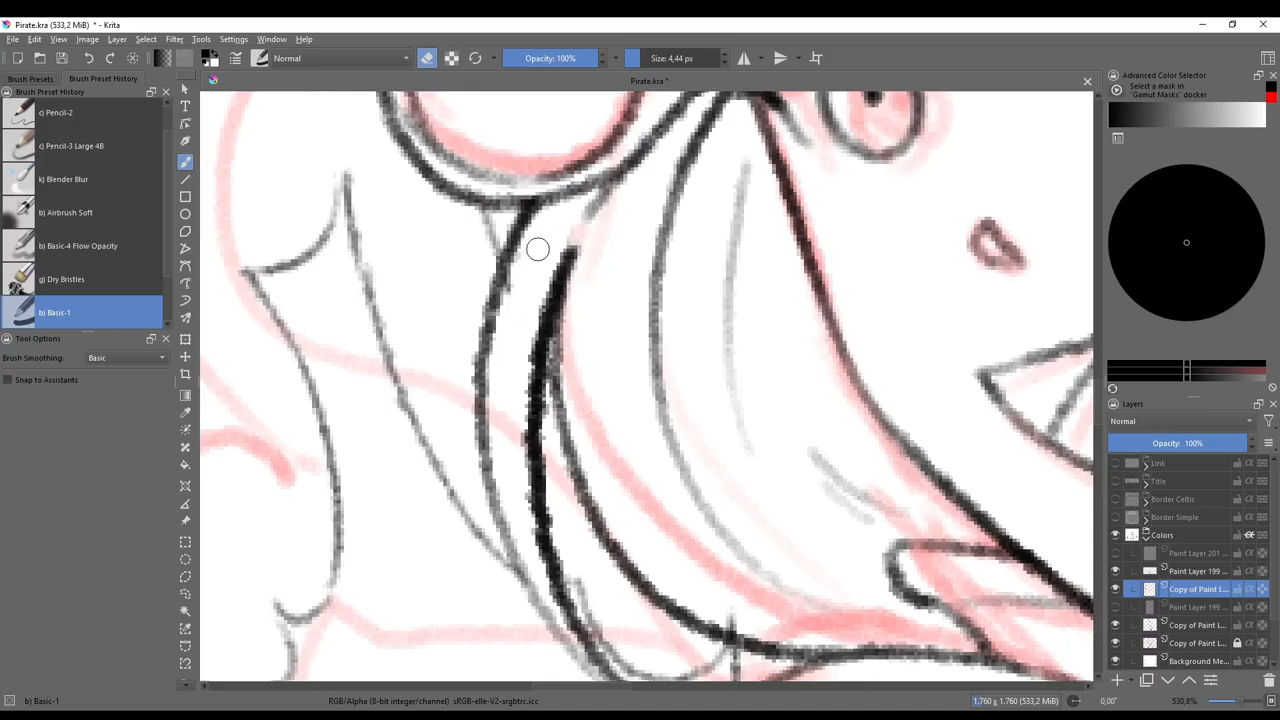 Pirate.kra (533,2 MiB) * - Krita
File Edit View Image Layer Select Filter Tools Settings Window Help
Normal
Opacity: 100%
Size: 4,44 px
Brush Presets
Brush Preset History
Pirate.kra *
Advanced Color Selector
Brush Preset History
Select a mask in
'Gamut Masks' docker
c) Pencil-2
c) Pencil-3 Large 4B
k) Blender Blur
b) Airbrush Soft
b) Basic-4 Flow Opacity
g) Dry Bristles
b) Basic-1
Tool Options
Brush Smoothing: Basic
Snap to Assistants
Layers
Normal
Opacity: 100%
Link
Title
Border Celtic
Border Simple
Colors
Paint Layer 201 ...
Paint Layer 199 ...
Copy of Paint L...
Paint Layer 199 ...
Copy of Paint L...
Copy of Paint L...
Background Me...
b) Basic-1
RGB/Alpha (8-bit integer/channel) sRGB-elle-V2-srgbtrc.icc
1.760 x 1.760 (533,2 MiB)
0,00°
530,8%